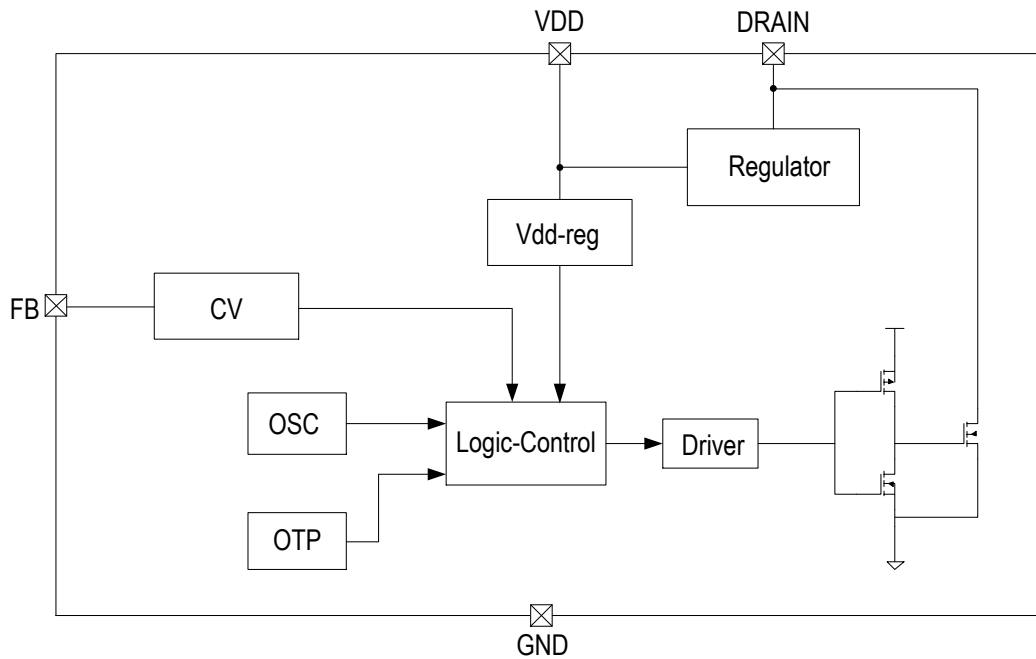 VDD
DRAIN
Regulator
Vdd-reg
FB
CV
OSC
Logic-Control
Driver
OTP
GND